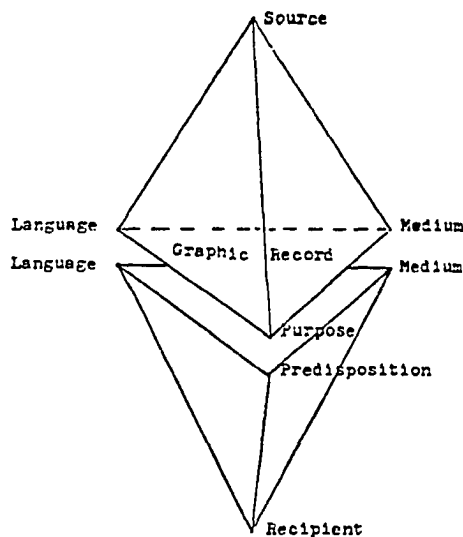 Source
Language Medium
Graphic Record
Language Medium
Purpose
Predisposition
Recipient